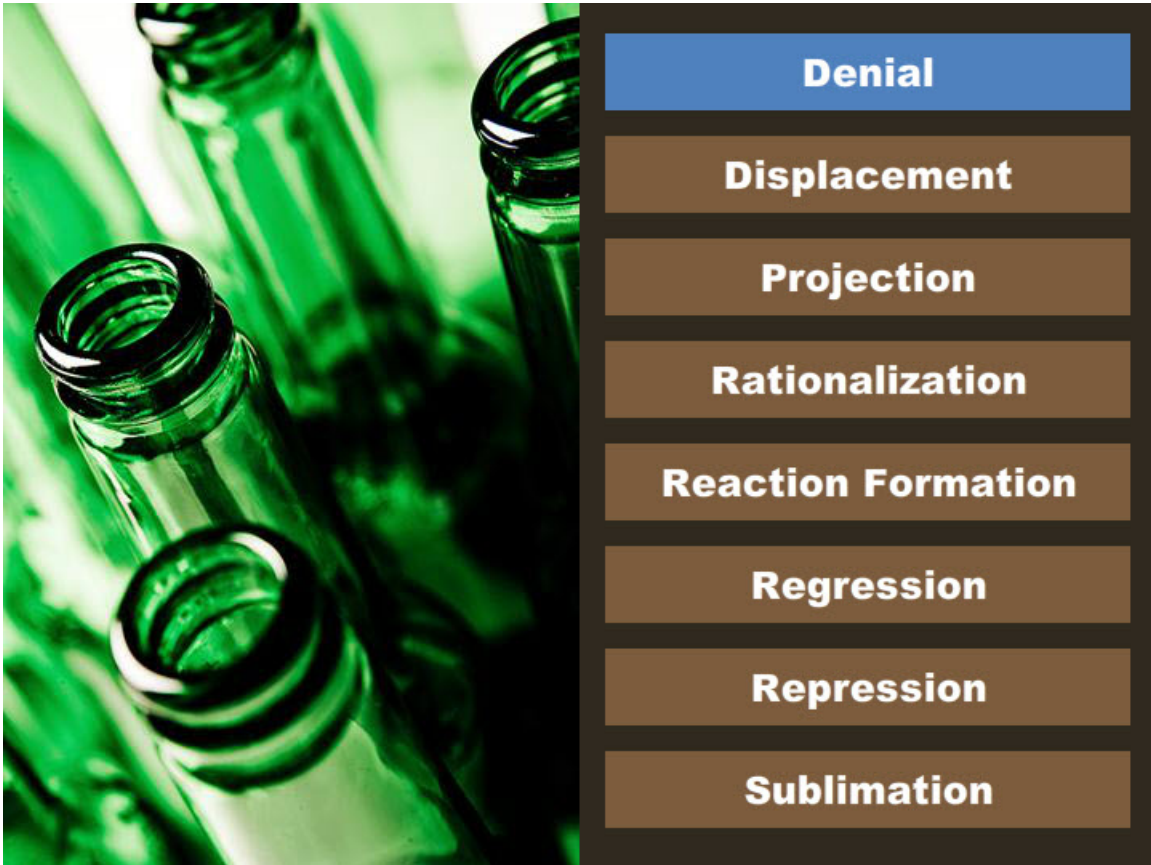 Denial
Displacement
Projection
Rationalization
Reaction Formation
Regression
Repression
Sublimation